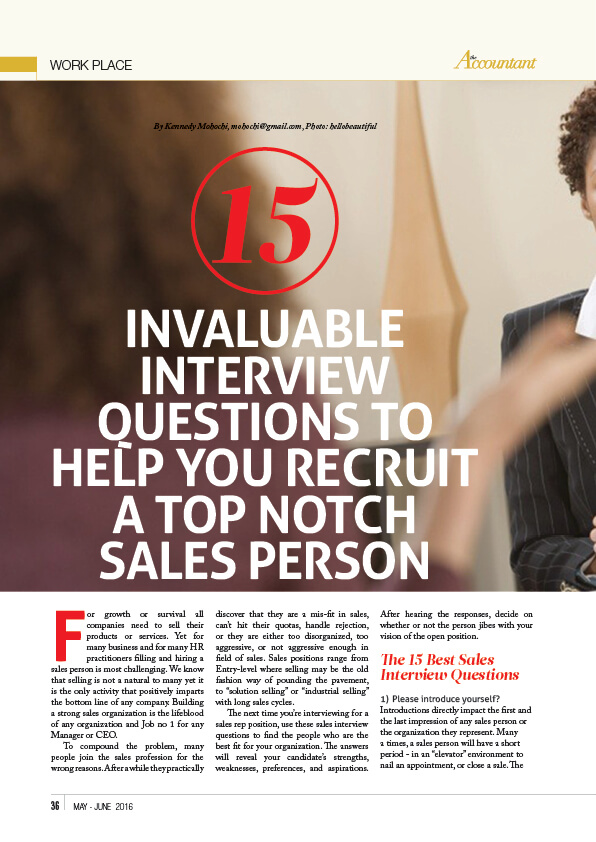 WORK PLACE
the Accountant
By Kennedy Mohochi, mohochi@gmail.com, Photo: hellobeautiful
15
INVALUABLE
INTERVIEW
QUESTIONS TO
HELP YOU RECRUIT
A TOP NOTCH
SALES PERSON
For growth or survival all
companies need to sell their
products or services. Yet for
many business and for many HR
practitioners filling and hiring a
sales person is most challenging. We know
that selling is not a natural to many yet it
is the only activity that positively imparts
the bottom line of any company. Building
a strong sales organization is the lifeblood
of any organization and Job no 1 for any
Manager or CEO.
To compound the problem, many
people join the sales profession for the
wrong reasons. After a while they practically
discover that they are a mis-fit in sales,
can't hit their quotas, handle rejection,
or they are either too disorganized, too
aggressive, or not aggressive enough in
field of sales. Sales positions range from
Entry-level where selling may be the old
fashion way of pounding the pavement,
to “solution selling” or “industrial selling”
with long sales cycles.
The next time you're interviewing for a
sales rep position, use these sales interview
questions to find the people who are the
best fit for your organization. The answers
will reveal your candidate's strengths,
weaknesses, preferences, and aspirations.
After hearing the responses, decide on
whether or not the person jibes with your
vision of the open position.
The 15 Best Sales
Interview Questions
1) Please introduce yourself?
Introductions directly impact the first and
the last impression of any sales person or
the organization they represent. Many
a times, a sales person will have a short
period - in an “elevator” environment to
nail an appointment, or close a sale. The
36 MAY - JUNE 2016